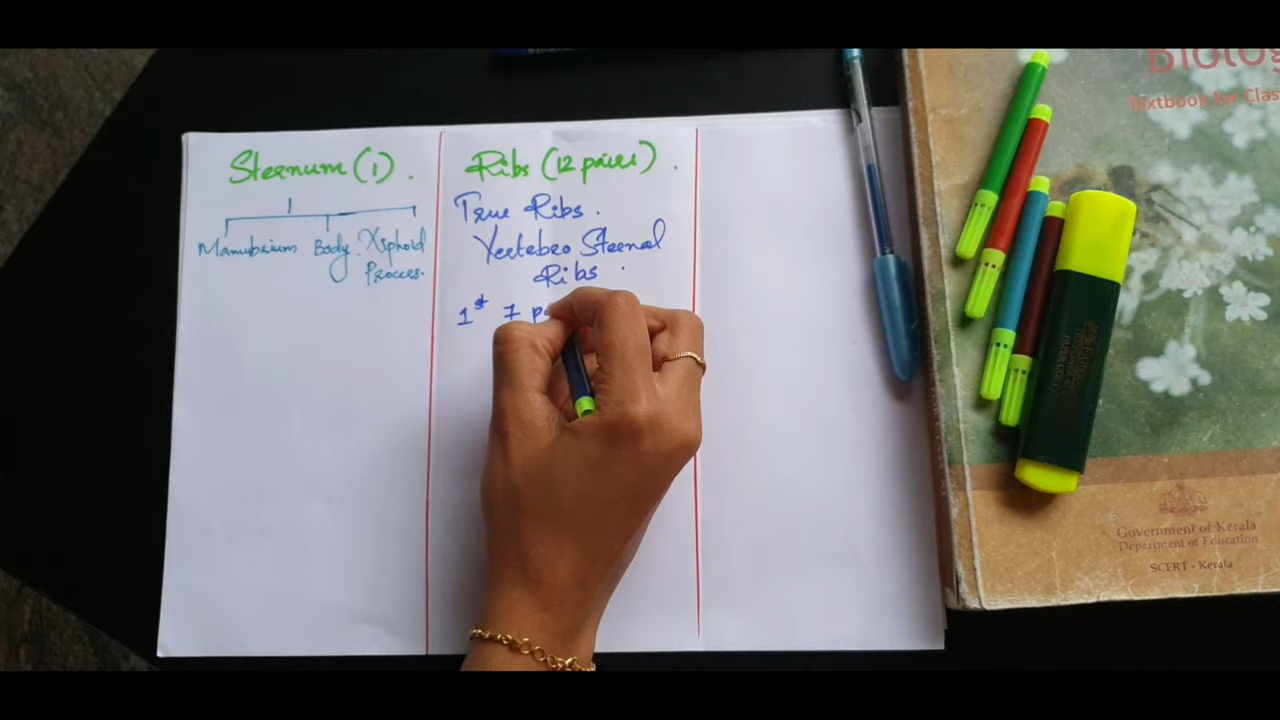 Sternum (1).
Manubrium Body Xiphoid
Process.
Ribs (12 pairs).
True Ribs.
Vertebro Sternal
Ribs.
1st 7 p
Biolog
Textbook for Clas
Government of Kerala
Department of Education
SCERT - Kerala